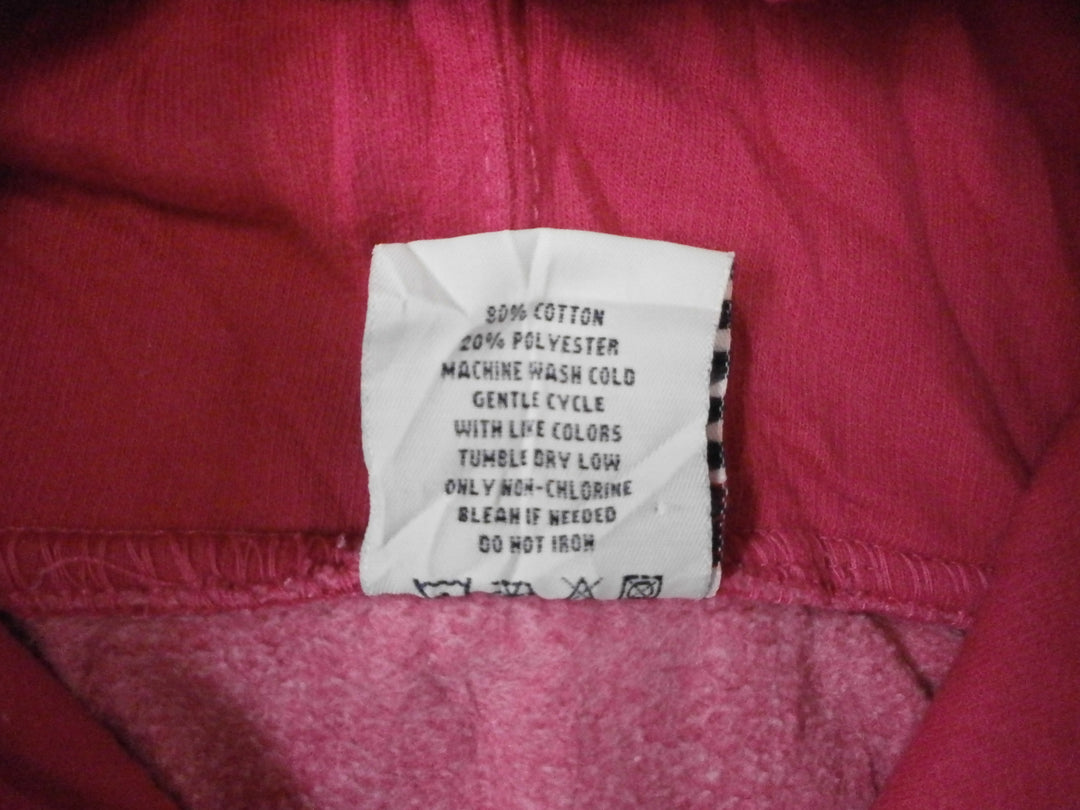 80% COTTON
20% POLYESTER
MACHINE WASH COLD
GENTLE CYCLE
WITH LIKE COLORS
TUMBLE DRY LOW
ONLY NON-CHLORINE
BLEAH IF NEEDED
DO NOT IRON